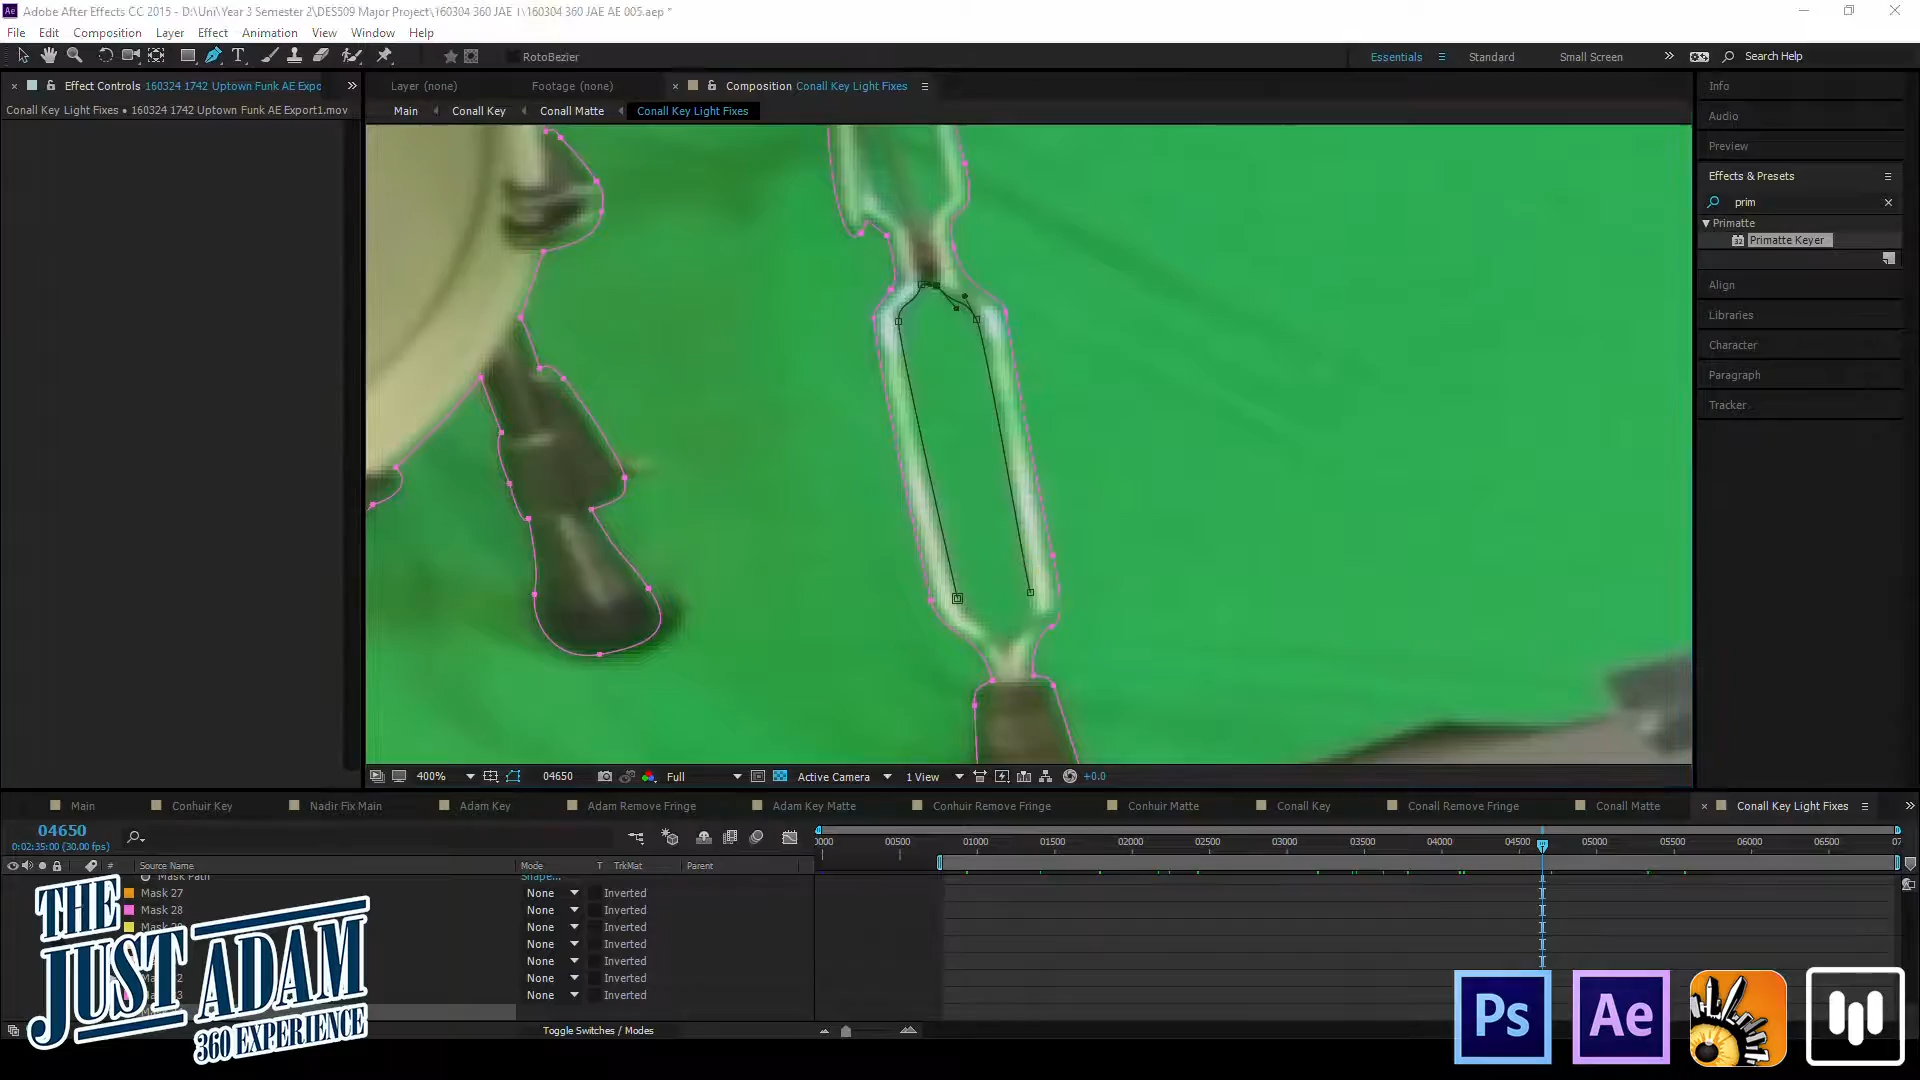 Ae Adobe After Effects CC 2015 - D:\Uni\Year 3 Semester 2\DES509 Major Project\160304 360 JAE 1\160304 360 JAE AE 005.aep *
File Edit Composition Layer Effect Animation View Window Help
RotoBezier Essentials Standard Small Screen Search Help
Effect Controls 160324 1742 Uptown Funk AE Expo
Layer (none) Footage (none) Composition Conall Key Light Fixes
Info
Conall Key Light Fixes • 160324 1742 Uptown Funk AE Export1.mov
Main Conall Key Conall Matte Conall Key Light Fixes
Audio
Preview
Effects & Presets
prim
Primatte
Primatte Keyer
Align
Libraries
Character
Paragraph
Tracker
400% 04650 Full Active Camera 1 View +0.0
Main Conhuir Key Nadir Fix Main Adam Key Adam Remove Fringe Adam Key Matte Conhuir Remove Fringe Conhuir Matte Conall Key Conall Remove Fringe Conall Matte Conall Key Light Fixes
04650
0:02:35:00 (30.00 fps)
0000 00500 01000 01500 02000 02500 03000 03500 04000 04500 05000 05500 06000 06500 07
# Source Name Mode T TrkMat Parent
Mask Path Shape...
Mask 27 None Inverted
Mask 28 None Inverted
None Inverted
None Inverted
None Inverted
None Inverted
None Inverted
Toggle Switches / Modes
THE
JUST ADAM
360 EXPERIENCE
Ps Ae